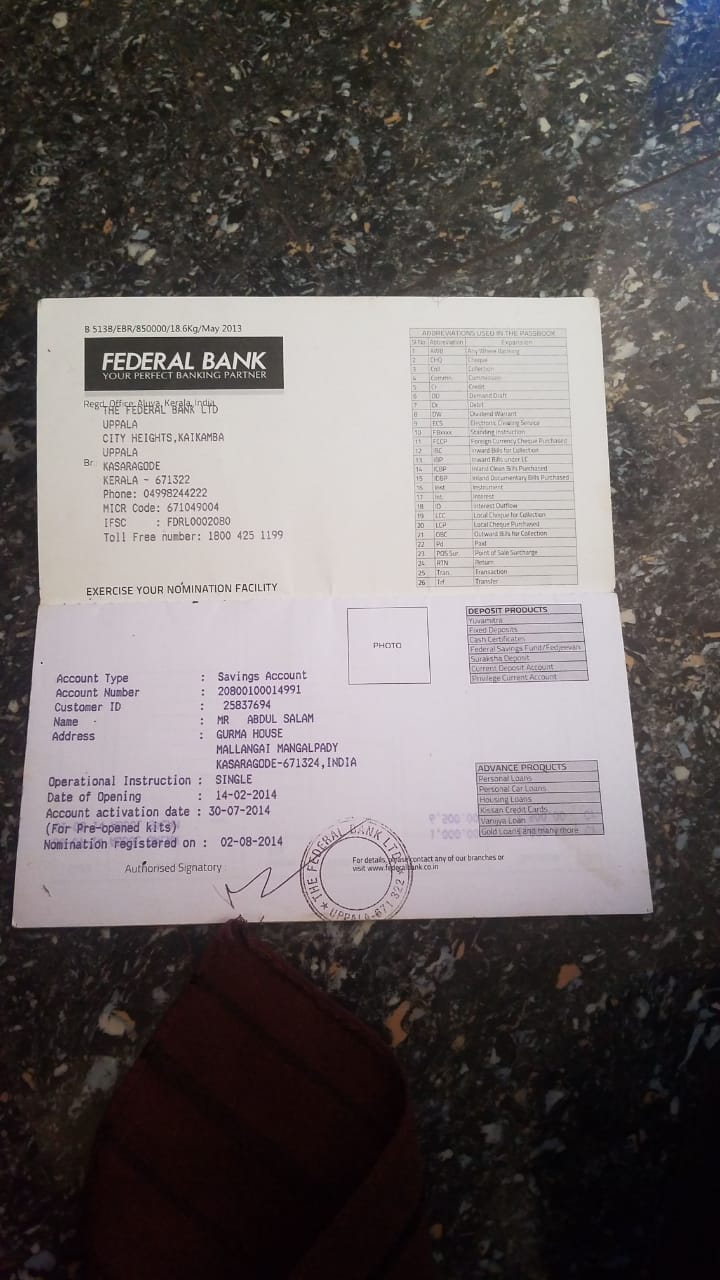 B 513B/EBR/850000/18.6Kg/May 2013
FEDERAL BANK
YOUR PERFECT BANKING PARTNER
Regd. Office: Aluva, Kerala, India
THE FEDERAL BANK LTD
UPPALA
CITY HEIGHTS,KAIKAMBA
UPPALA
Br.
KASARAGODE
KERALA - 671322
Phone: 04998244222
MICR Code: 671049004
IFSC : FDRL0002080
Toll Free number: 1800 425 1199
EXERCISE YOUR NOMINATION FACILITY
ABBREVIATIONS USED IN THE PASSBOOK
Sl No. Abbreviation Expansion
1 AWB Any Where Banking
2 CHQ Cheque
3 Coll Collection
4 Commn. Commission
5 Cr Credit
6 DD Demand Draft
7 Dr Debit
8 DW Dividend Warrant
9 ECS Electronic Clearing Service
10 FBxxxx Standing Instruction
11 FCCP Foreign Currency Cheque Purchased
12 IBC Inward Bills for Collection
13 IBP Inward Bills under LC
14 ICBP Inland Clean Bills Purchased
15 IDBP Inland Documentary Bills Purchased
16 Inst. Instrument
17 Int. Interest
18 IO Interest Outflow
19 LCC Local Cheque for Collection
20 LCP Local Cheque Purchased
21 OBC Outward Bills for Collection
22 Pd Paid
23 POS Sur. Point of Sale Surcharge
24 RTN Return
25 Tran. Transaction
26 Trf Transfer
PHOTO
DEPOSIT PRODUCTS
Yuvamitra
Fixed Deposits
Cash Certificates
Federal Savings Fund/Fedjeevan
Suraksha Deposit
Current Deposit Account
Privilege Current Account
Account Type : Savings Account
Account Number : 20800100014991
Customer ID : 25837694
Name : MR ABDUL SALAM
Address : GURMA HOUSE
MALLANGAI MANGALPADY
KASARAGODE-671324,INDIA
Operational Instruction : SINGLE
Date of Opening : 14-02-2014
Account activation date : 30-07-2014
(For Pre-opened kits)
Nomination registered on : 02-08-2014
Authorised Signatory :
ADVANCE PRODUCTS
Personal Loans
Personal Car Loans
Housing Loans
Kissan Credit Cards
Vanijya Loan
Gold Loans and many more
For details, please contact any of our branches or
visit www.federalbank.co.in
THE FEDERAL BANK LTD
UPPALA-671 322